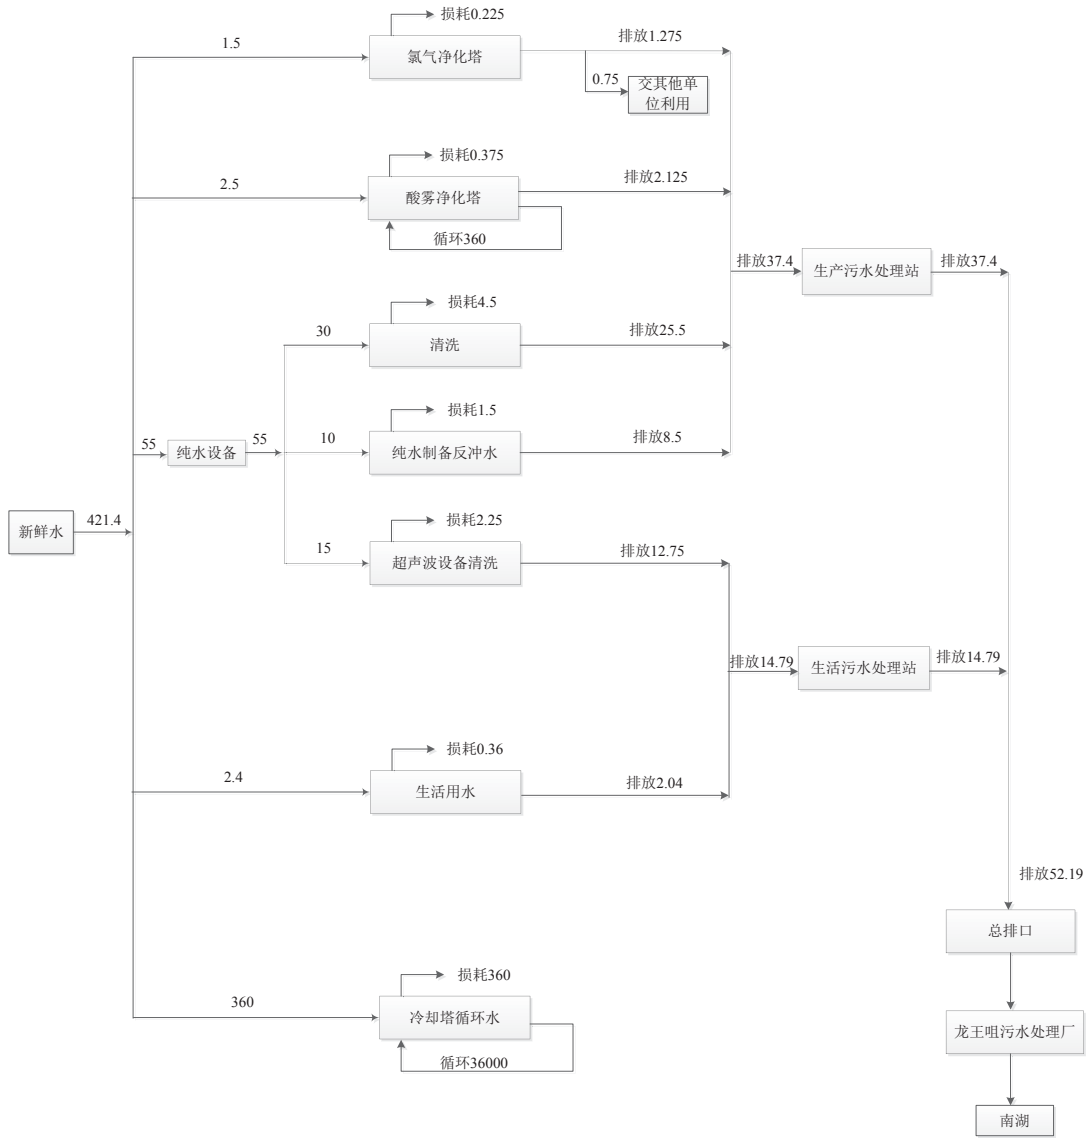 损耗0.225
1.5
氯气净化塔
排放1.275
0.75
交其他单
位利用
损耗0.375
2.5
酸雾净化塔
排放2.125
循环360
排放37.4
生产污水处理站
排放37.4
损耗4.5
30
清洗
排放25.5
损耗1.5
55
纯水设备
55
10
纯水制备反冲水
排放8.5
新鲜水
421.4
损耗2.25
15
超声波设备清洗
排放12.75
排放14.79
生活污水处理站
排放14.79
损耗0.36
2.4
生活用水
排放2.04
排放52.19
总排口
损耗360
360
冷却塔循环水
循环36000
龙王咀污水处理厂
南湖